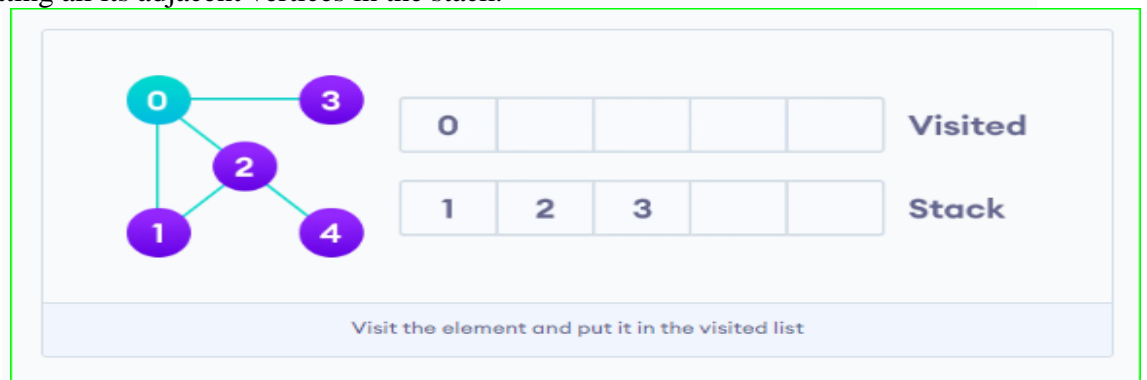 0 3
0 Visited
2
1 2 3 Stack
1 4
Visit the element and put it in the visited list